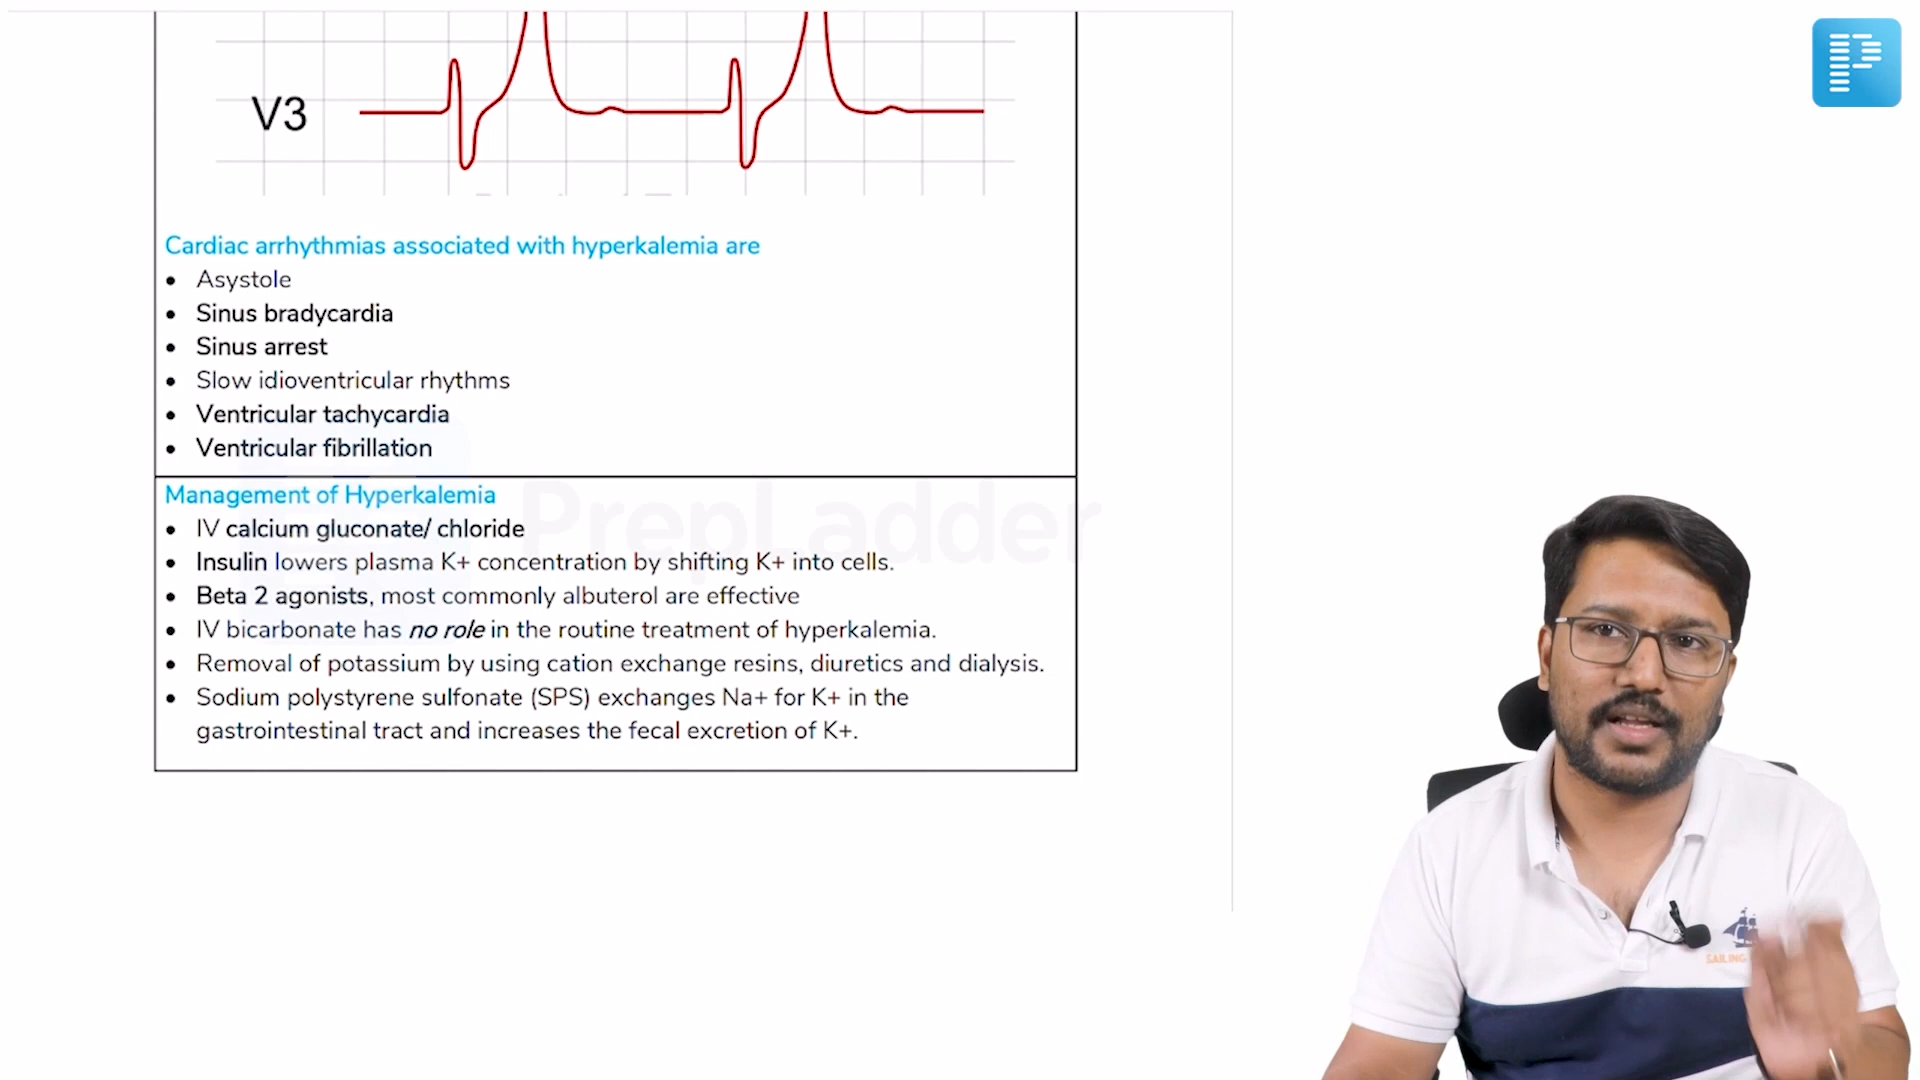 V3
Cardiac arrhythmias associated with hyperkalemia are
• Asystole
• Sinus bradycardia
• Sinus arrest
• Slow idioventricular rhythms
• Ventricular tachycardia
• Ventricular fibrillation
Management of Hyperkalemia
• IV calcium gluconate/ chloride
• Insulin lowers plasma K+ concentration by shifting K+ into cells.
• Beta 2 agonists, most commonly albuterol are effective
• IV bicarbonate has no role in the routine treatment of hyperkalemia.
• Removal of potassium by using cation exchange resins, diuretics and dialysis.
• Sodium polystyrene sulfonate (SPS) exchanges Na+ for K+ in the
gastrointestinal tract and increases the fecal excretion of K+.
PrepLadder
SAILING